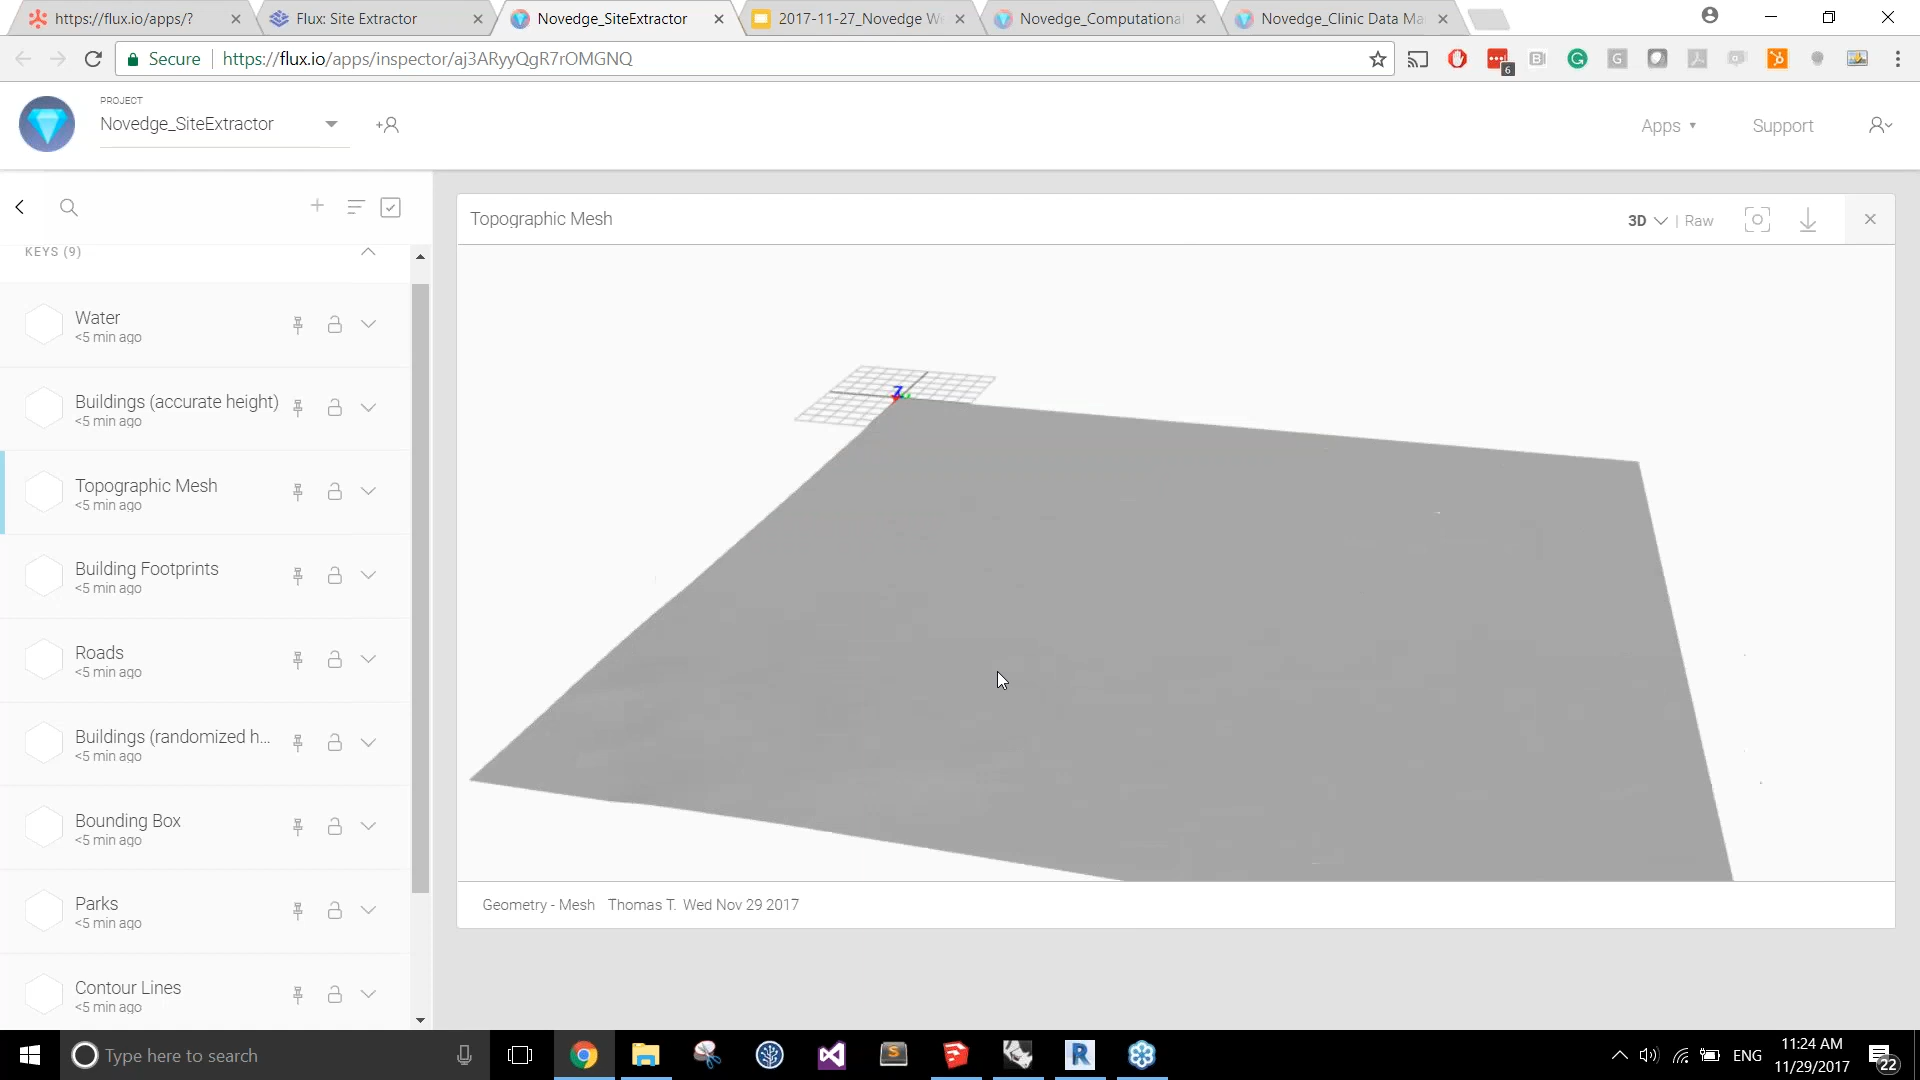 https://flux.io/apps/?
Flux: Site Extractor
Novedge_SiteExtractor
2017-11-27_Novedge W
Novedge_Computational
Novedge_Clinic Data Ma
Secure
https://flux.io/apps/inspector/aj3ARyyQgR7rOMGNQ
6
PROJECT
Novedge_SiteExtractor
Apps
Support
KEYS (9)
Water
<5 min ago
Buildings (accurate height)
<5 min ago
Topographic Mesh
<5 min ago
Building Footprints
<5 min ago
Roads
<5 min ago
Buildings (randomized h...
<5 min ago
Bounding Box
<5 min ago
Parks
<5 min ago
Contour Lines
<5 min ago
Topographic Mesh
3D
Raw
Z
Geometry - Mesh Thomas T. Wed Nov 29 2017
Type here to search
ENG
11:24 AM
11/29/2017
22